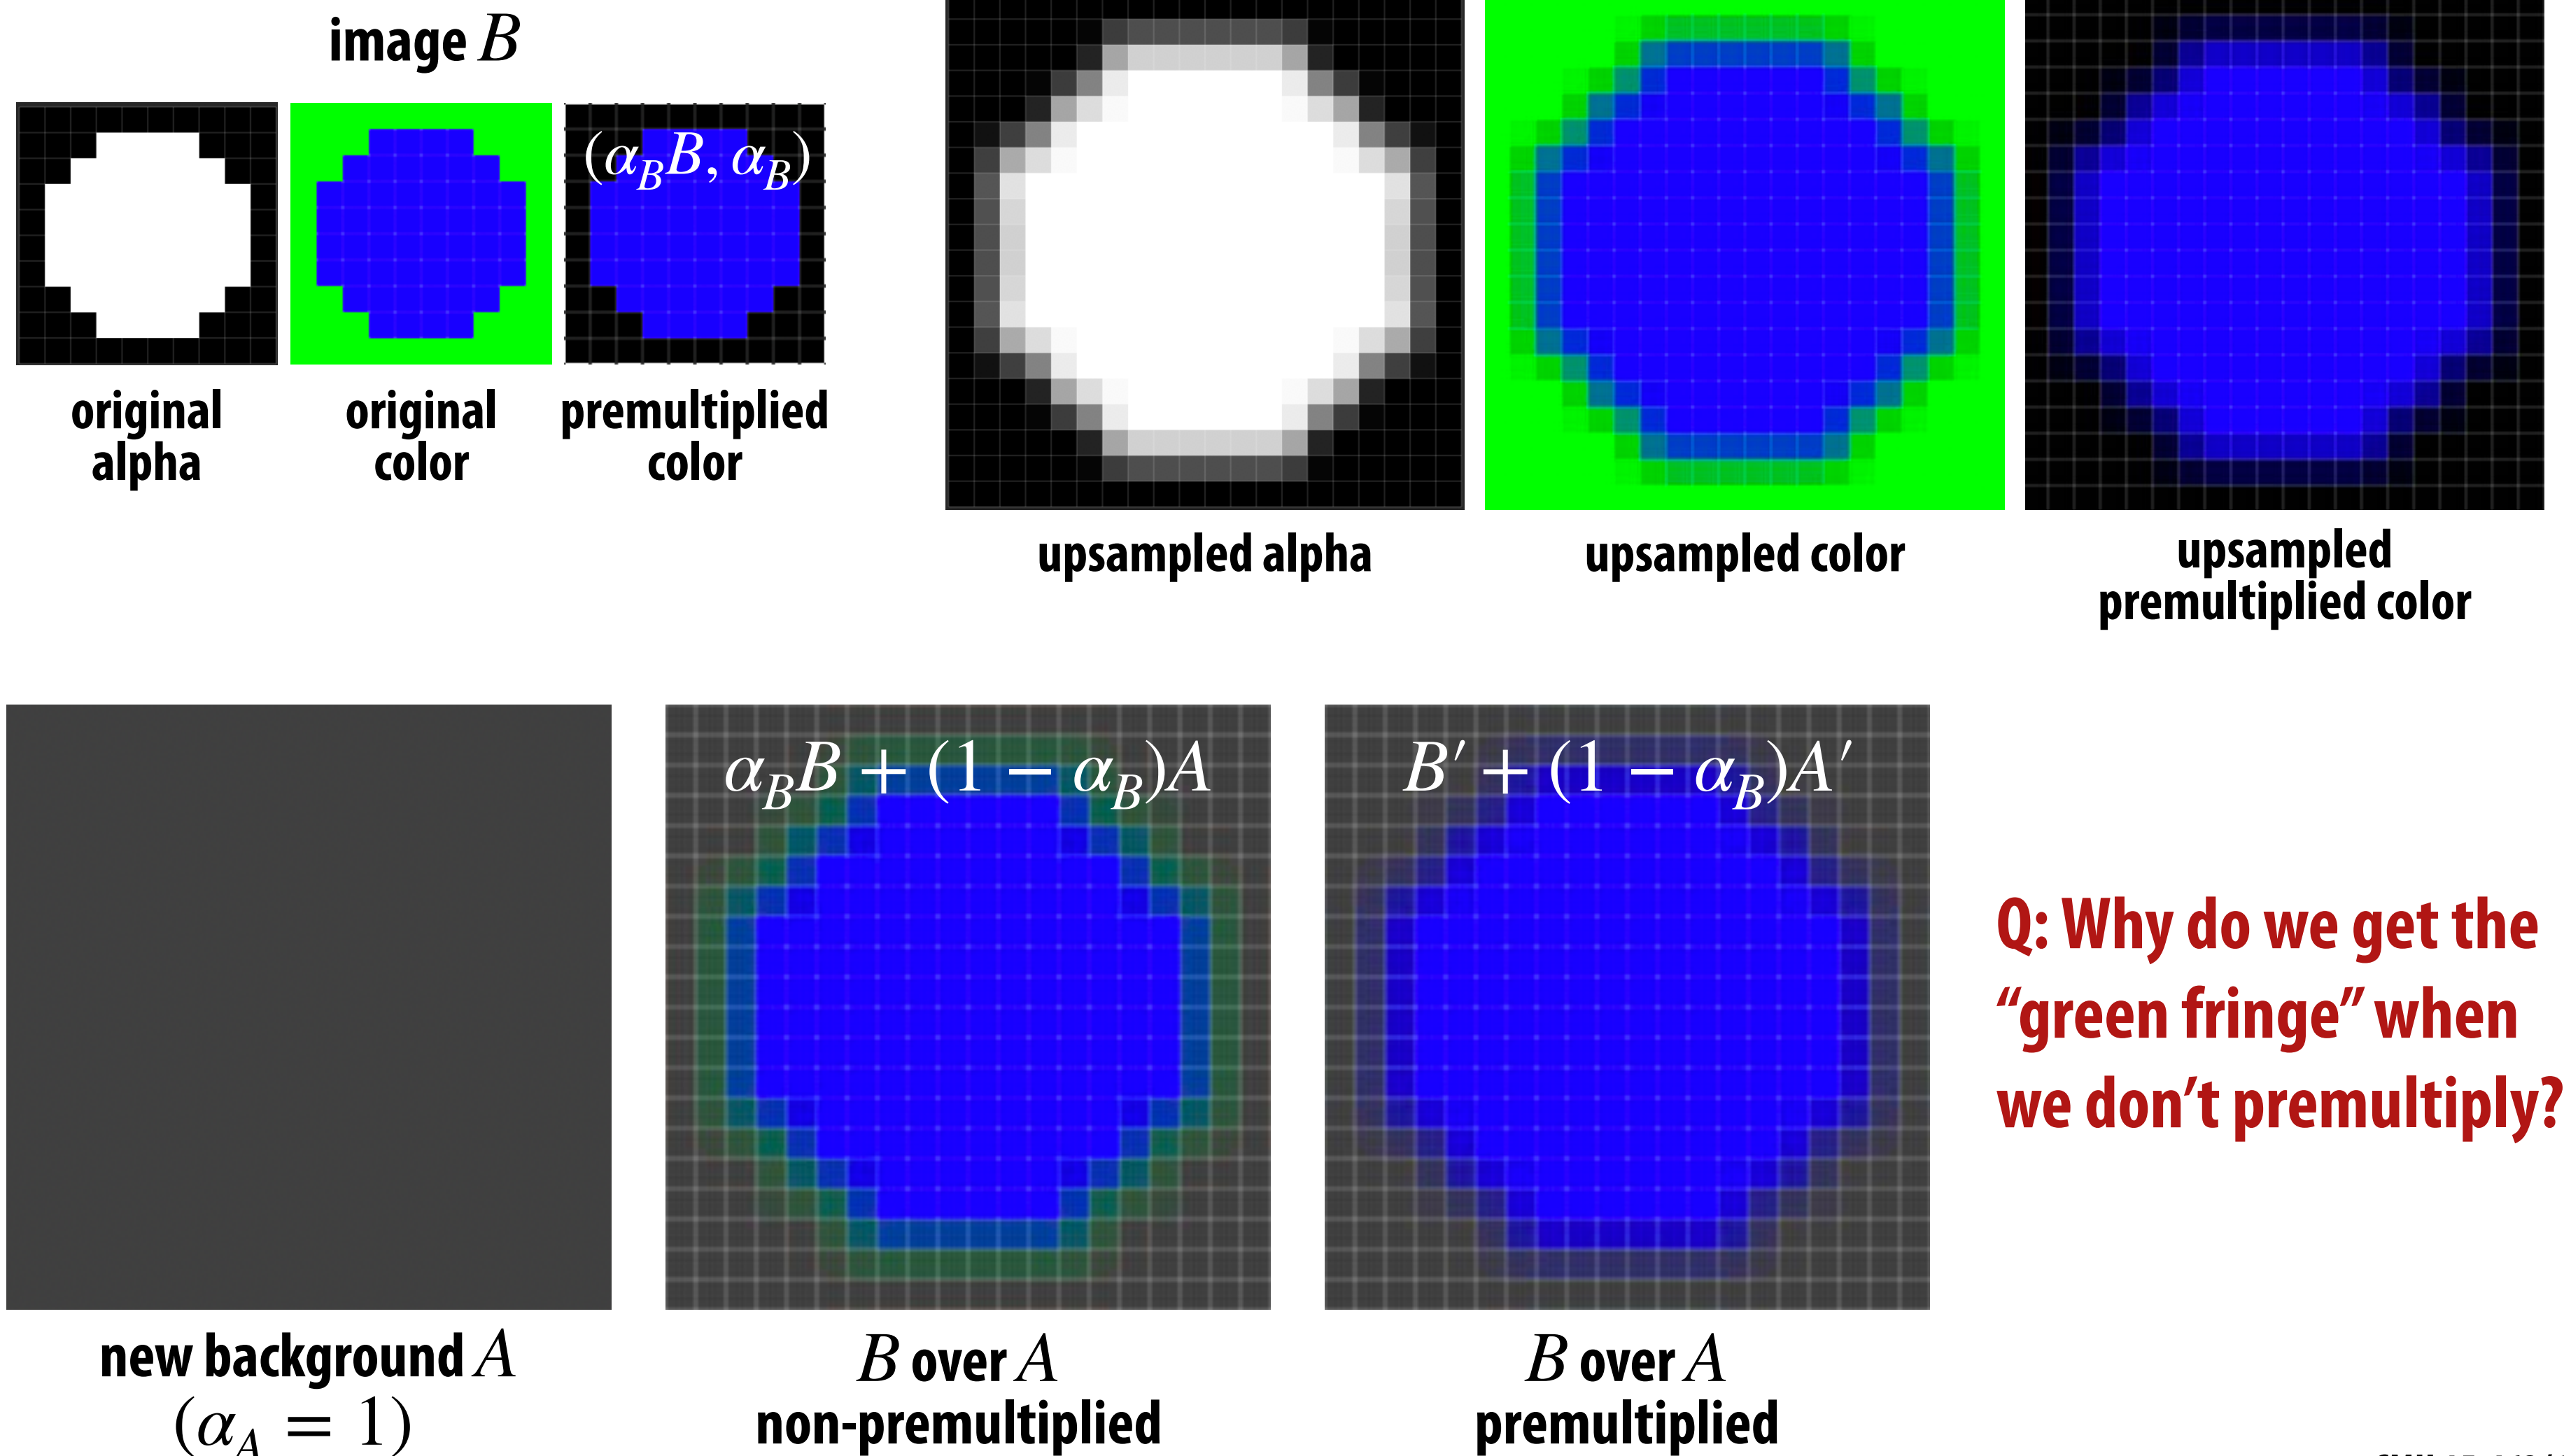 image B
(α_B B, α_B)
original
alpha
original
color
premultiplied
color
upsampled alpha
upsampled color
upsampled
premultiplied color
α_B B + (1 − α_B)A
B′ + (1 − α_B)A′
Q: Why do we get the
“green fringe” when
we don’t premultiply?
new background A
(α_A = 1)
B over A
non-premultiplied
B over A
premultiplied